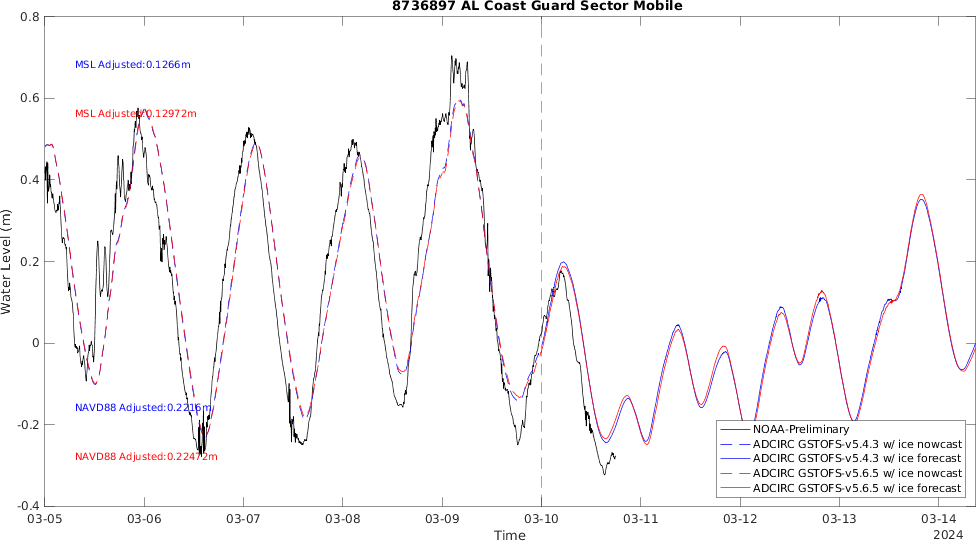 8736897 AL Coast Guard Sector Mobile
0.8
0.6
0.4
0.2
0
-0.2
-0.4
Water Level (m)
MSL Adjusted:0.1266m
MSL Adjusted:0.12972m
NAVD88 Adjusted:0.2216m
NAVD88 Adjusted:0.22472m
NOAA-Preliminary
ADCIRC GSTOFS-v5.4.3 w/ ice nowcast
ADCIRC GSTOFS-v5.4.3 w/ ice forecast
ADCIRC GSTOFS-v5.6.5 w/ ice nowcast
ADCIRC GSTOFS-v5.6.5 w/ ice forecast
03-05 03-06 03-07 03-08 03-09 03-10 03-11 03-12 03-13 03-14
Time
2024